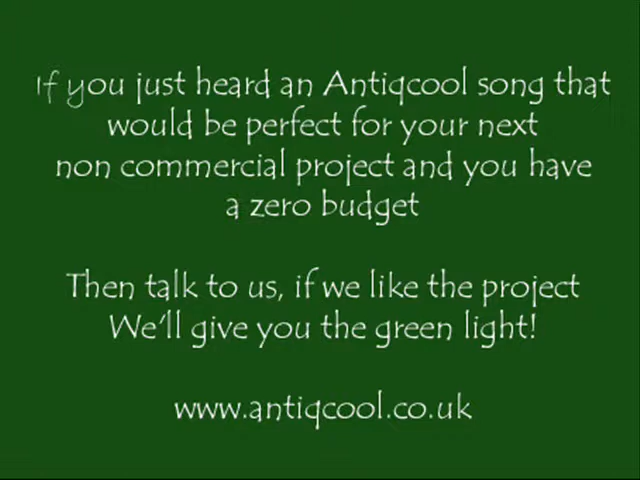 If you just heard an Antiqcool song that
would be perfect for your next
non commercial project and you have
a zero budget
Then talk to us, if we like the project
We'll give you the green light!
www.antiqcool.co.uk